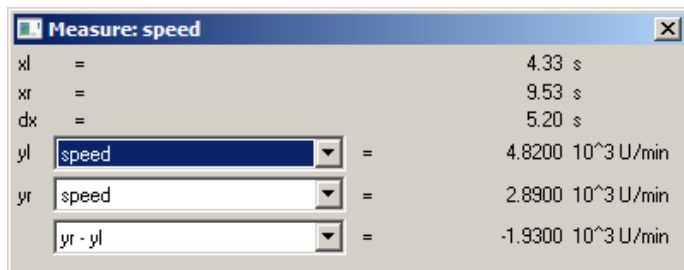 Measure: speed
xl = 4.33 s
xr = 9.53 s
dx = 5.20 s
yl speed = 4.8200 10^3 U/min
yr speed = 2.8900 10^3 U/min
yr - yl = -1.9300 10^3 U/min